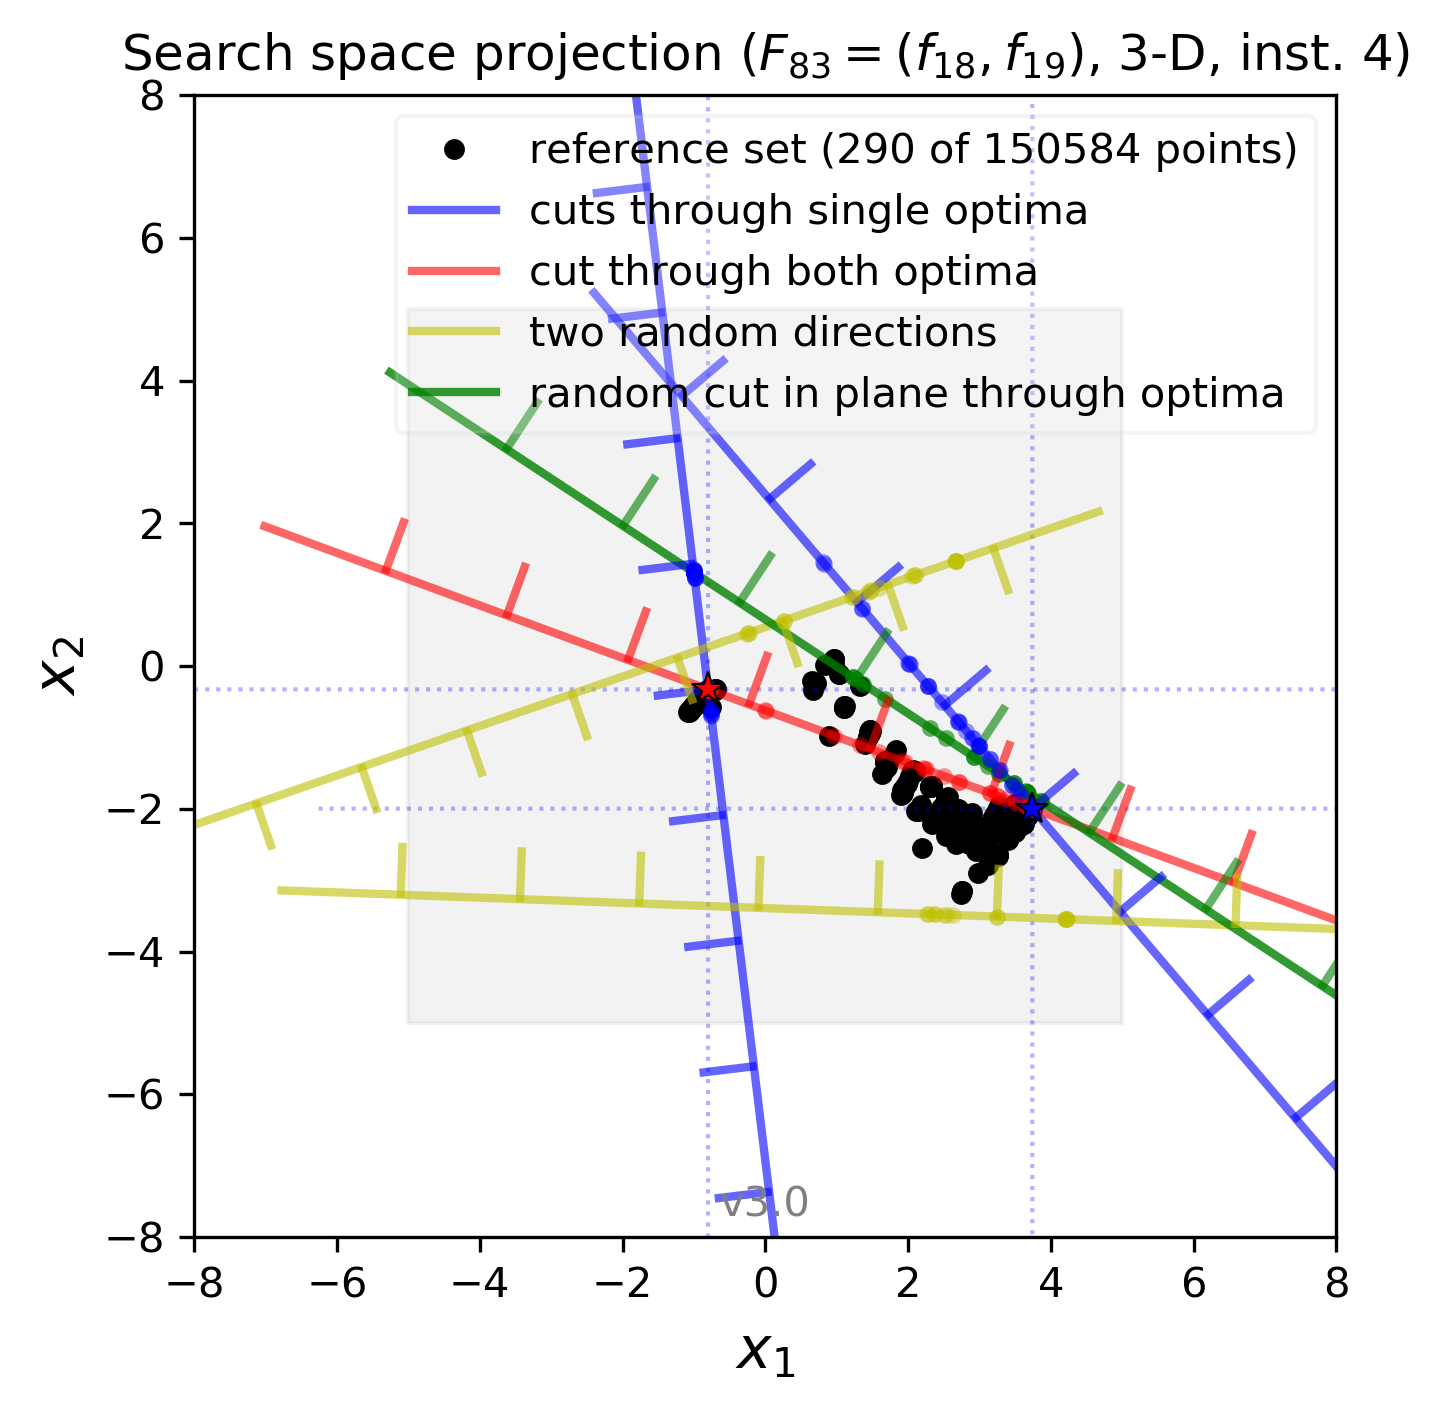 Search space projection (F₈₃ = (f₁₈, f₁₉), 3-D, inst. 4)
reference set (290 of 150584 points)
cuts through single optima
cut through both optima
two random directions
random cut in plane through optima
8
6
4
2
0
−2
−4
−6
−8
x₂
v3.0
−8 −6 −4 −2 0 2 4 6 8
x₁